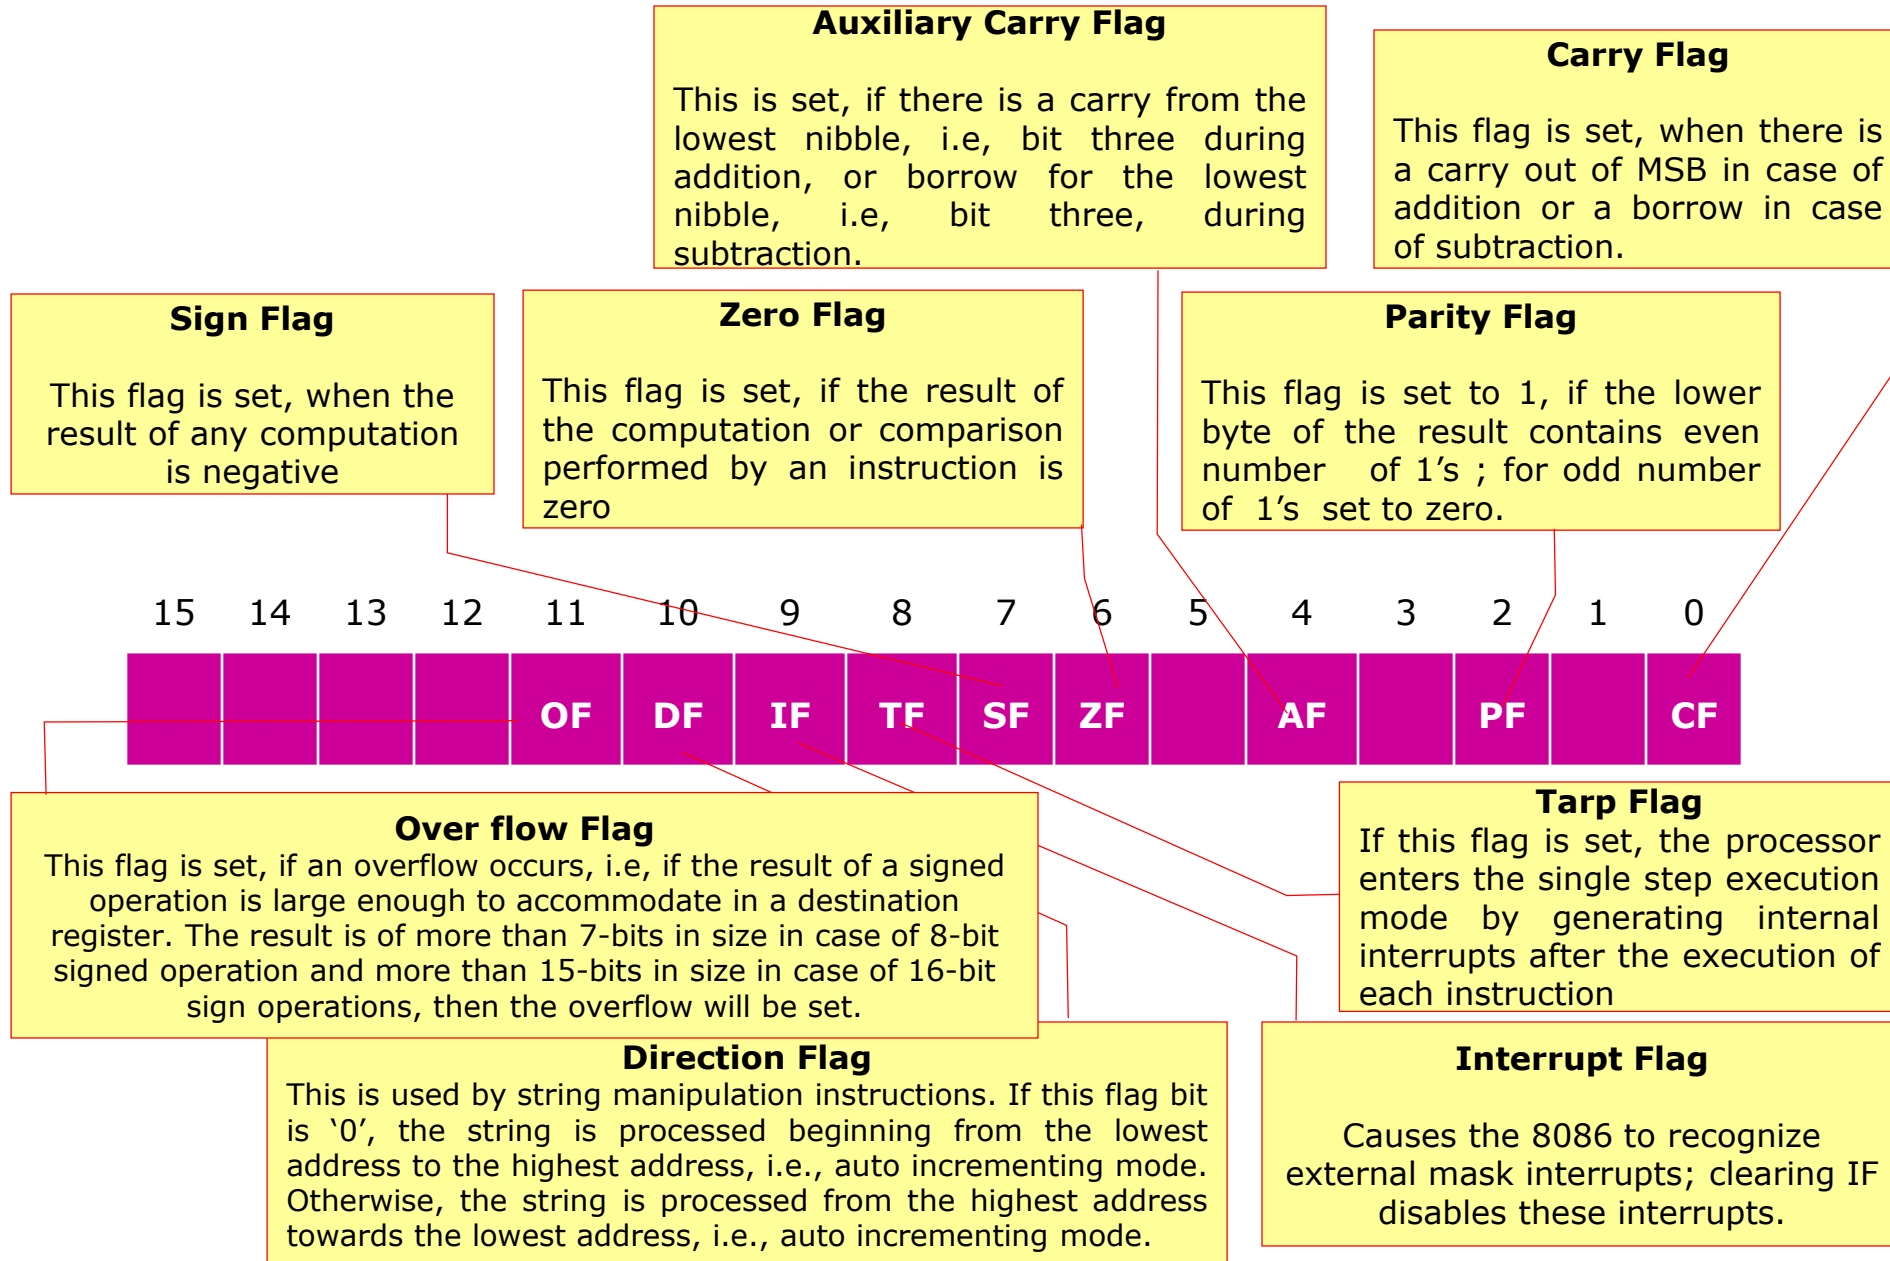 Auxiliary Carry Flag
This is set, if there is a carry from the
lowest nibble, i.e, bit three during
addition, or borrow for the lowest
nibble, i.e, bit three, during
subtraction.
Carry Flag
This flag is set, when there is
a carry out of MSB in case of
addition or a borrow in case
of subtraction.
Sign Flag
This flag is set, when the
result of any computation
is negative
Zero Flag
This flag is set, if the result of
the computation or comparison
performed by an instruction is
zero
Parity Flag
This flag is set to 1, if the lower
byte of the result contains even
number of 1’s ; for odd number
of 1’s set to zero.
15 14 13 12 11 10 9 8 7 6 5 4 3 2 1 0
OF DF IF TF SF ZF AF PF CF
Over flow Flag
This flag is set, if an overflow occurs, i.e, if the result of a signed
operation is large enough to accommodate in a destination
register. The result is of more than 7-bits in size in case of 8-bit
signed operation and more than 15-bits in size in case of 16-bit
sign operations, then the overflow will be set.
Tarp Flag
If this flag is set, the processor
enters the single step execution
mode by generating internal
interrupts after the execution of
each instruction
Direction Flag
This is used by string manipulation instructions. If this flag bit
is ‘0’, the string is processed beginning from the lowest
address to the highest address, i.e., auto incrementing mode.
Otherwise, the string is processed from the highest address
towards the lowest address, i.e., auto incrementing mode.
Interrupt Flag
Causes the 8086 to recognize
external mask interrupts; clearing IF
disables these interrupts.